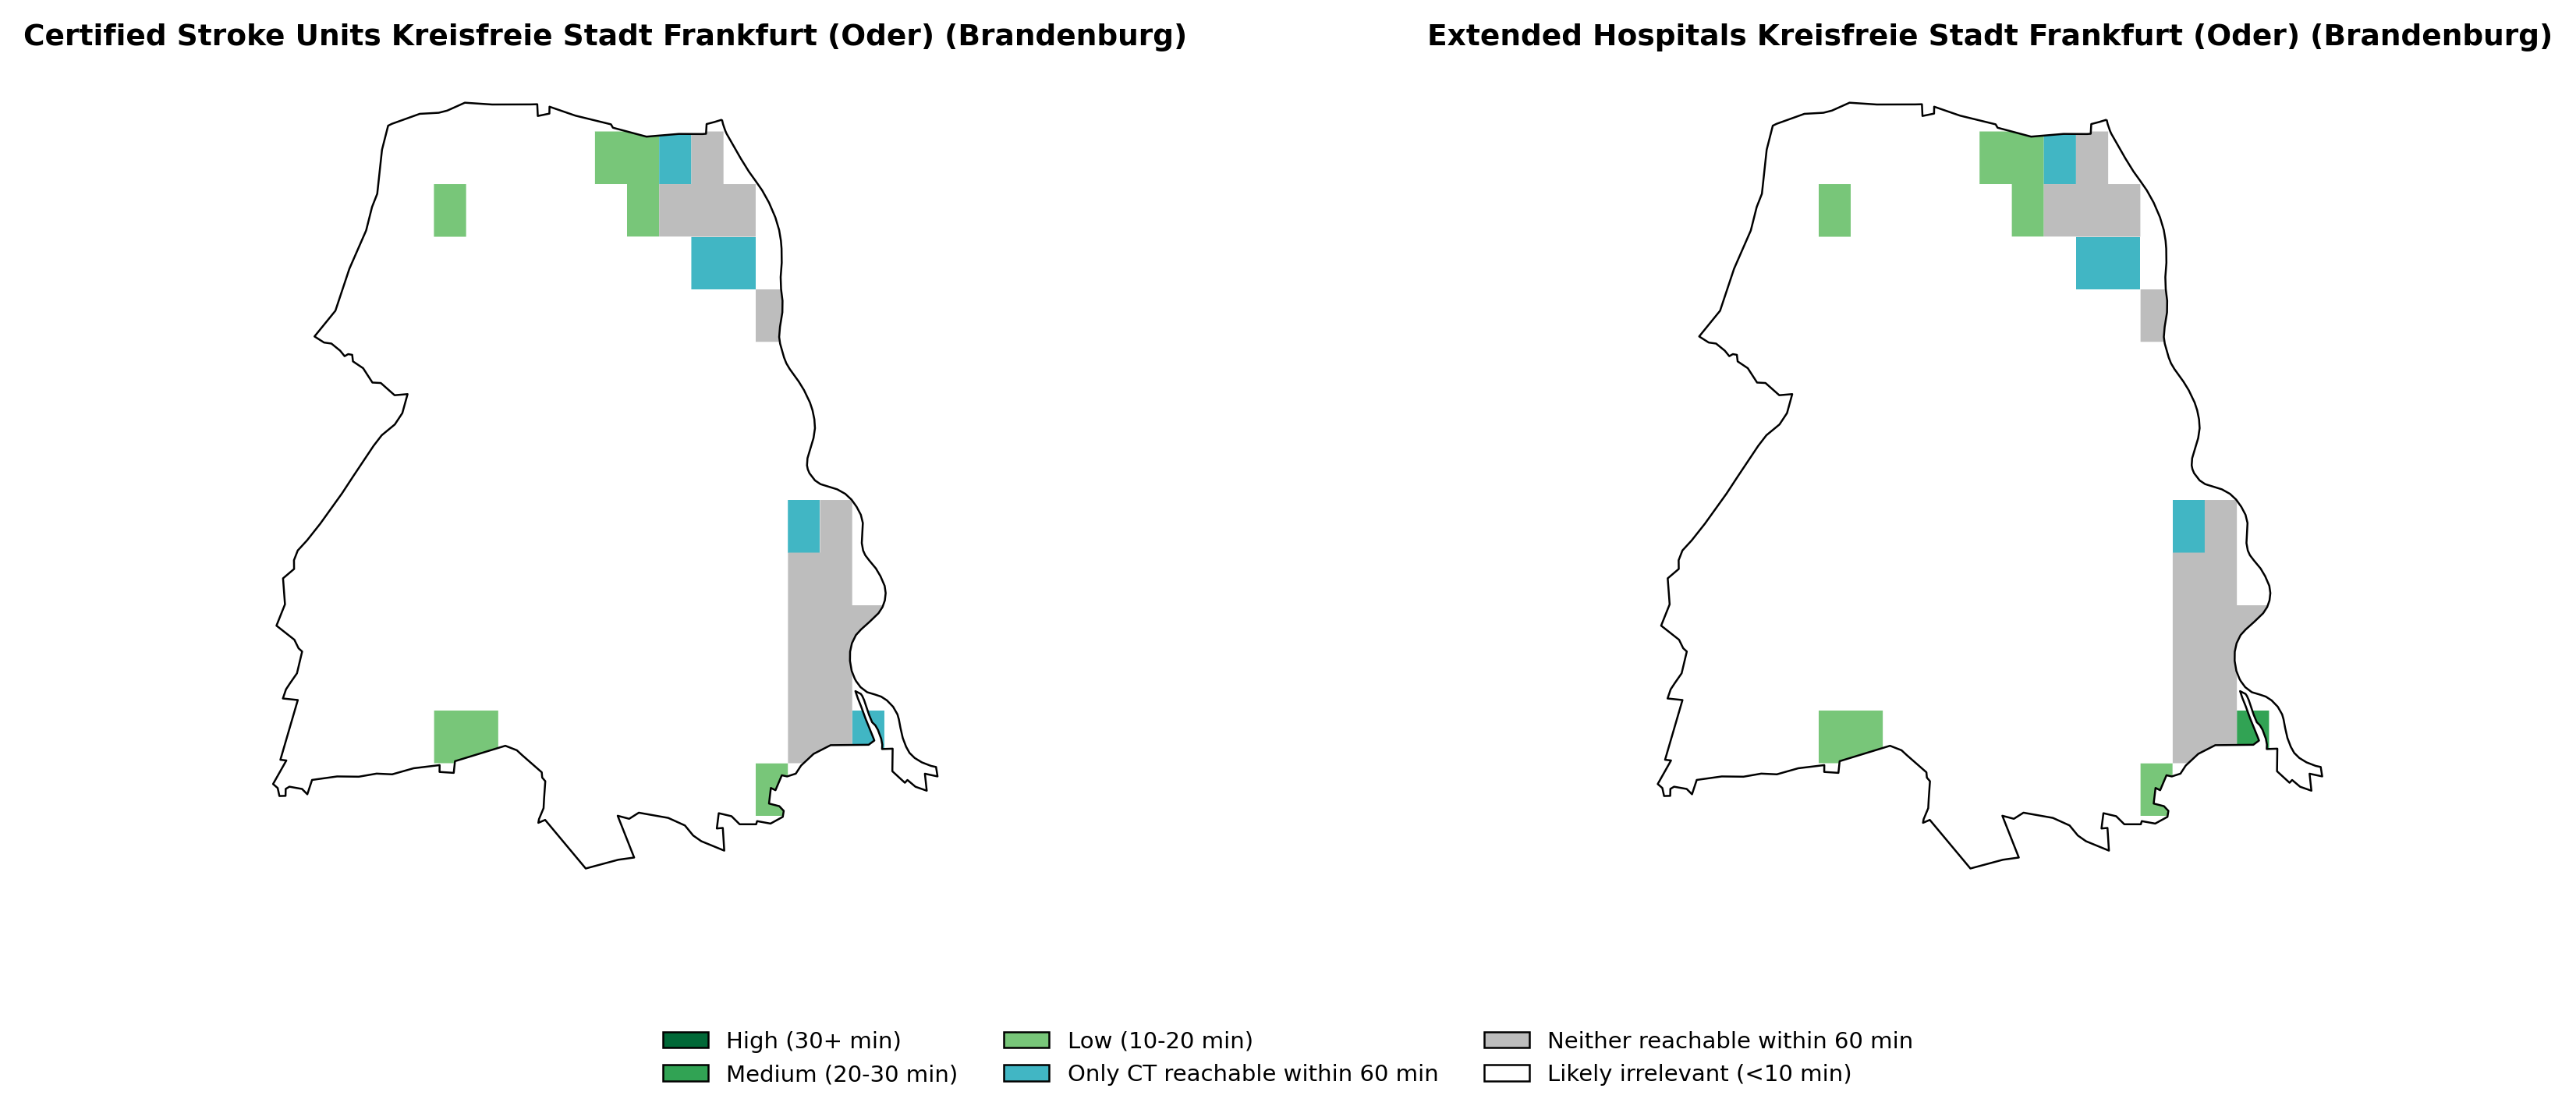 Certified Stroke Units Kreisfreie Stadt Frankfurt (Oder) (Brandenburg)
Extended Hospitals Kreisfreie Stadt Frankfurt (Oder) (Brandenburg)
High (30+ min)
Medium (20-30 min)
Low (10-20 min)
Only CT reachable within 60 min
Neither reachable within 60 min
Likely irrelevant (<10 min)